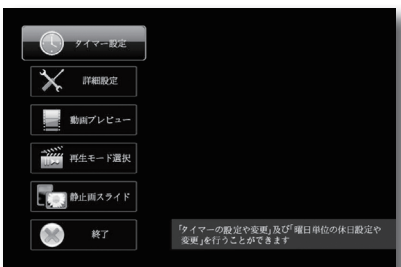 タイマー設定
詳細設定
動画プレビュー
再生モード選択
静止画スライド
終了
「タイマーの設定や変更」及び「曜日単位の休日設定や
変更」を行うことができます